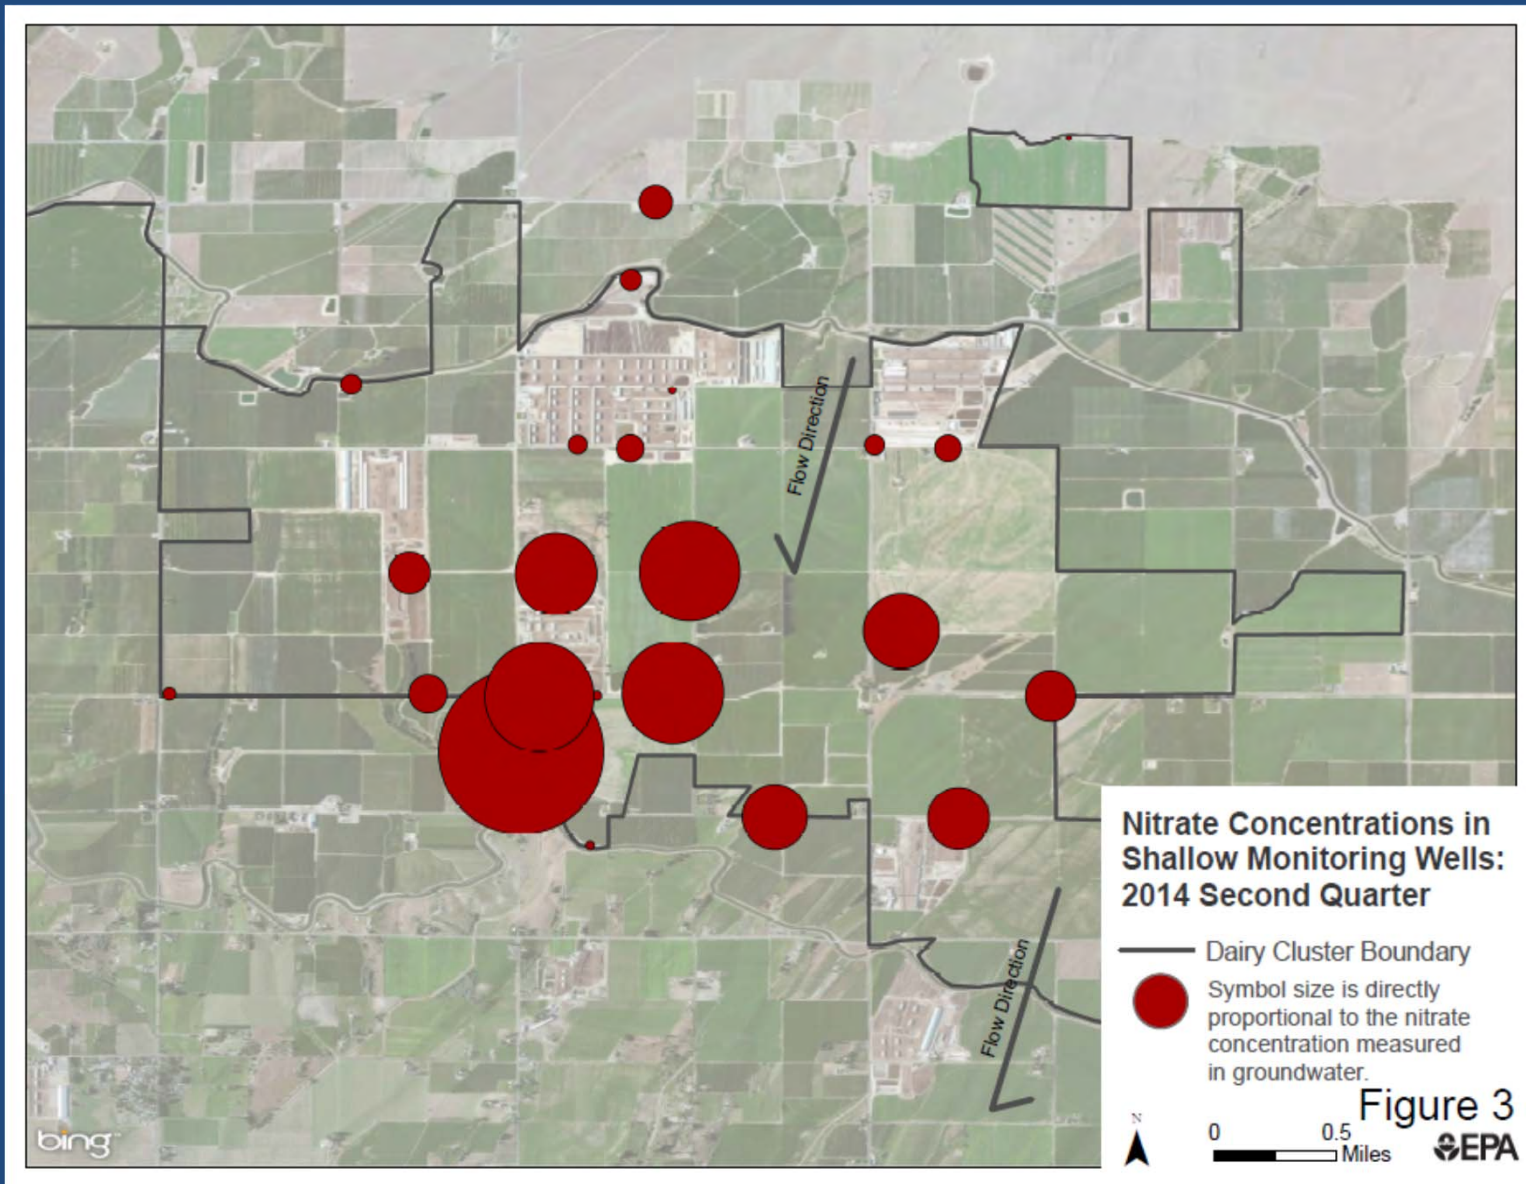 Flow Direction
Flow Direction
Nitrate Concentrations in
Shallow Monitoring Wells:
2014 Second Quarter
Dairy Cluster Boundary
Symbol size is directly
proportional to the nitrate
concentration measured
in groundwater.
Figure 3
N
0 0.5
Miles
EPA
bing